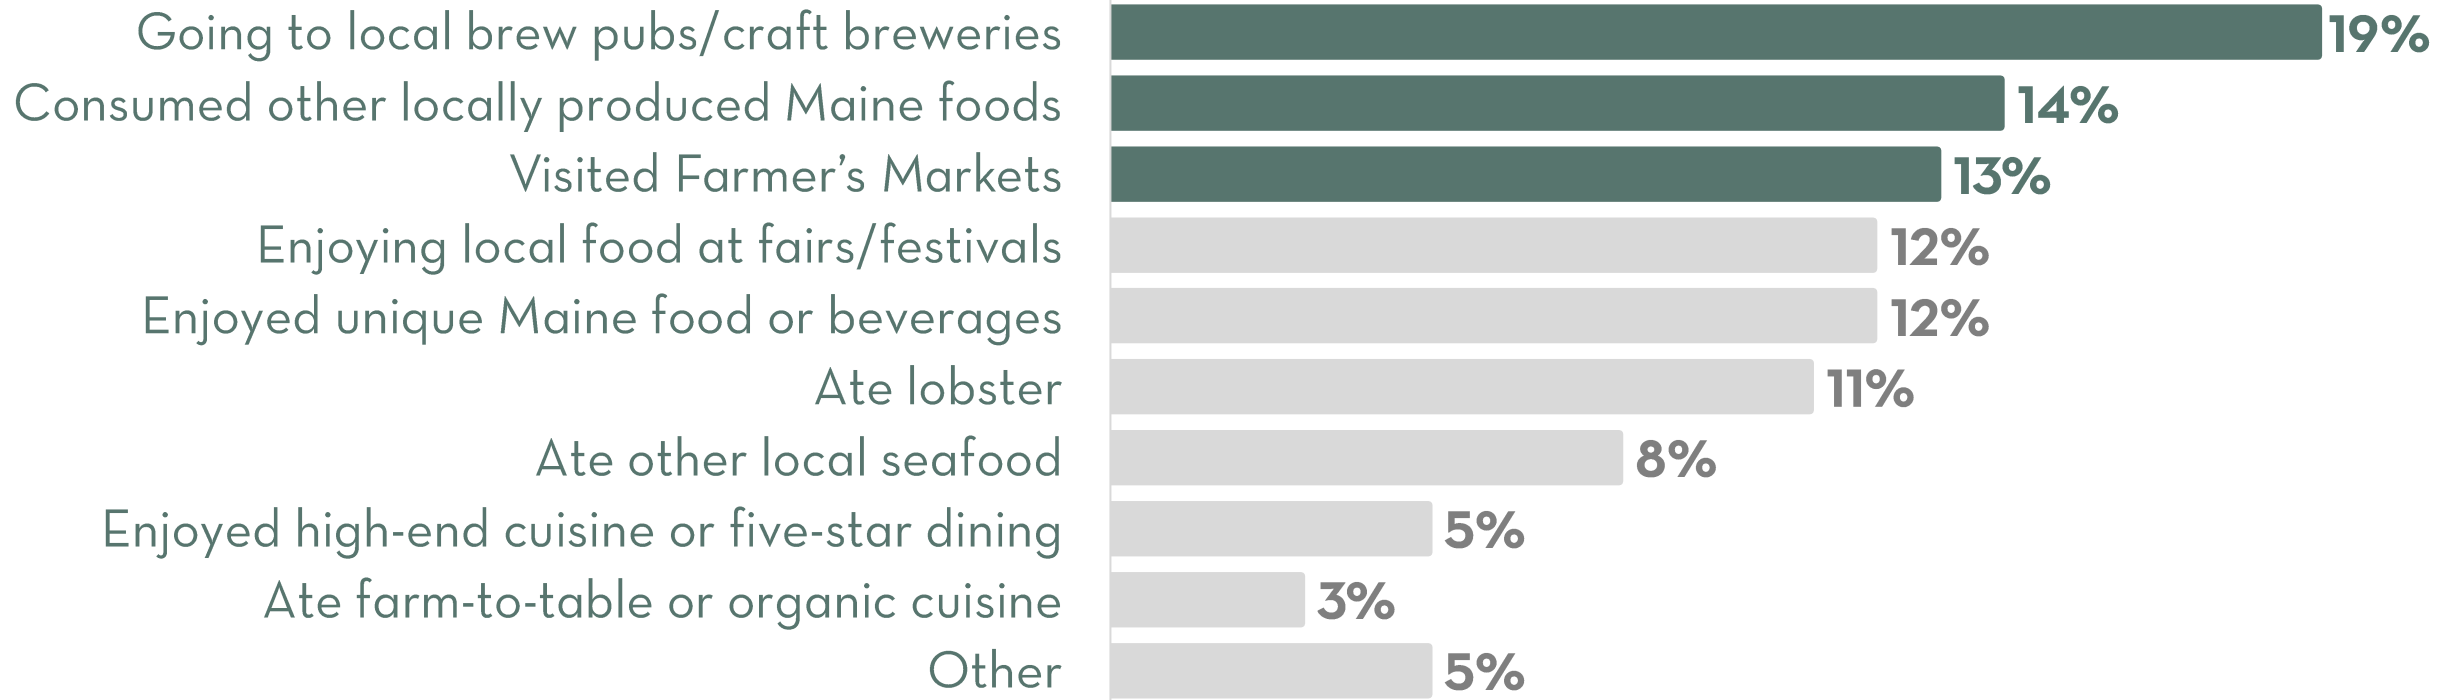 Going to local brew pubs/craft breweries 19%
Consumed other locally produced Maine foods 14%
Visited Farmer’s Markets 13%
Enjoying local food at fairs/festivals 12%
Enjoyed unique Maine food or beverages 12%
Ate lobster 11%
Ate other local seafood 8%
Enjoyed high-end cuisine or five-star dining 5%
Ate farm-to-table or organic cuisine 3%
Other 5%